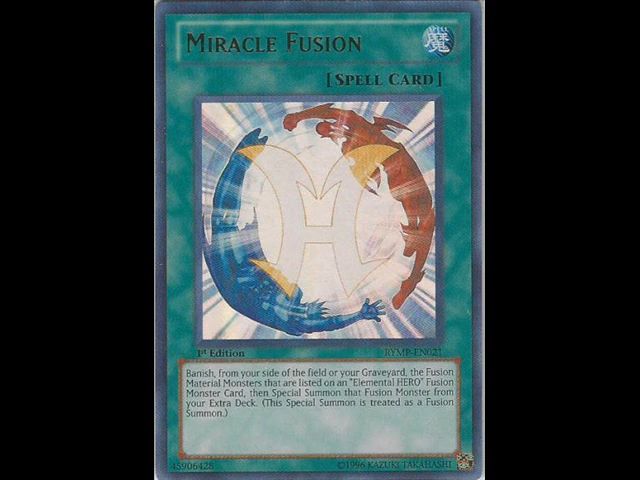 MIRACLE FUSION
魔
[SPELL CARD]
1st Edition
RYMP-EN021
Banish, from your side of the field or your Graveyard, the Fusion
Material Monsters that are listed on an "Elemental HERO" Fusion
Monster Card, then Special Summon that Fusion Monster from
your Extra Deck. (This Special Summon is treated as a Fusion
Summon.)
45906428
©1996 KAZUKI TAKAHASHI